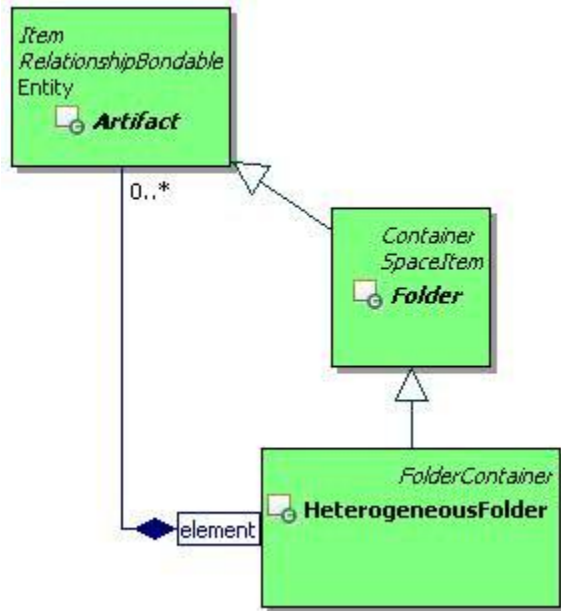 Item
RelationshipBondable
Entity
Artifact
0..*
Container
SpaceItem
Folder
FolderContainer
HeterogeneousFolder
element